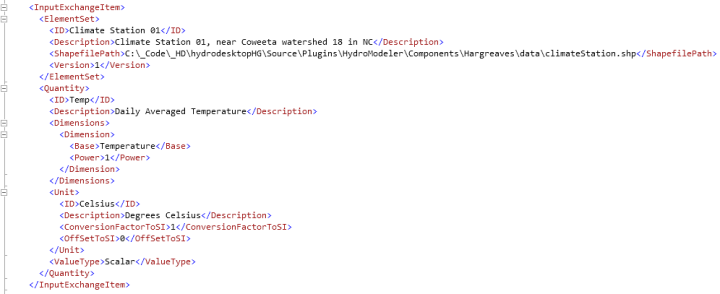 <InputExchangeItem>
<ElementSet>
<ID>Climate Station 01</ID>
<Description>Climate Station 01, near Coweeta watershed 18 in NC</Description>
<ShapefilePath>C:\_Code\_HD\hydrodesktopHG\Source\Plugins\HydroModeler\Components\Hargreaves\data\climateStation.shp</ShapefilePath>
<Version>1</Version>
</ElementSet>
<Quantity>
<ID>Temp</ID>
<Description>Daily Averaged Temperature</Description>
<Dimensions>
<Dimension>
<Base>Temperature</Base>
<Power>1</Power>
</Dimension>
</Dimensions>
<Unit>
<ID>Celsius</ID>
<Description>Degrees Celsius</Description>
<ConversionFactorToSI>1</ConversionFactorToSI>
<OffSetToSI>0</OffSetToSI>
</Unit>
<ValueType>Scalar</ValueType>
</Quantity>
</InputExchangeItem>